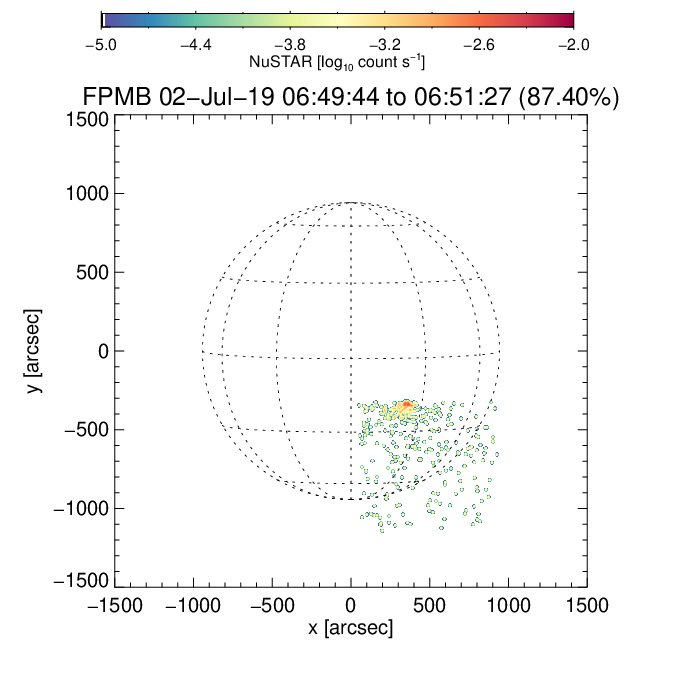 −5.0 −4.4 −3.8 −3.2 −2.6 −2.0
NuSTAR [log₁₀ count s⁻¹]
FPMB 02−Jul−19 06:49:44 to 06:51:27 (87.40%)
1500
1000
500
0
−500
−1000
−1500
y [arcsec]
−1500 −1000 −500 0 500 1000 1500
x [arcsec]